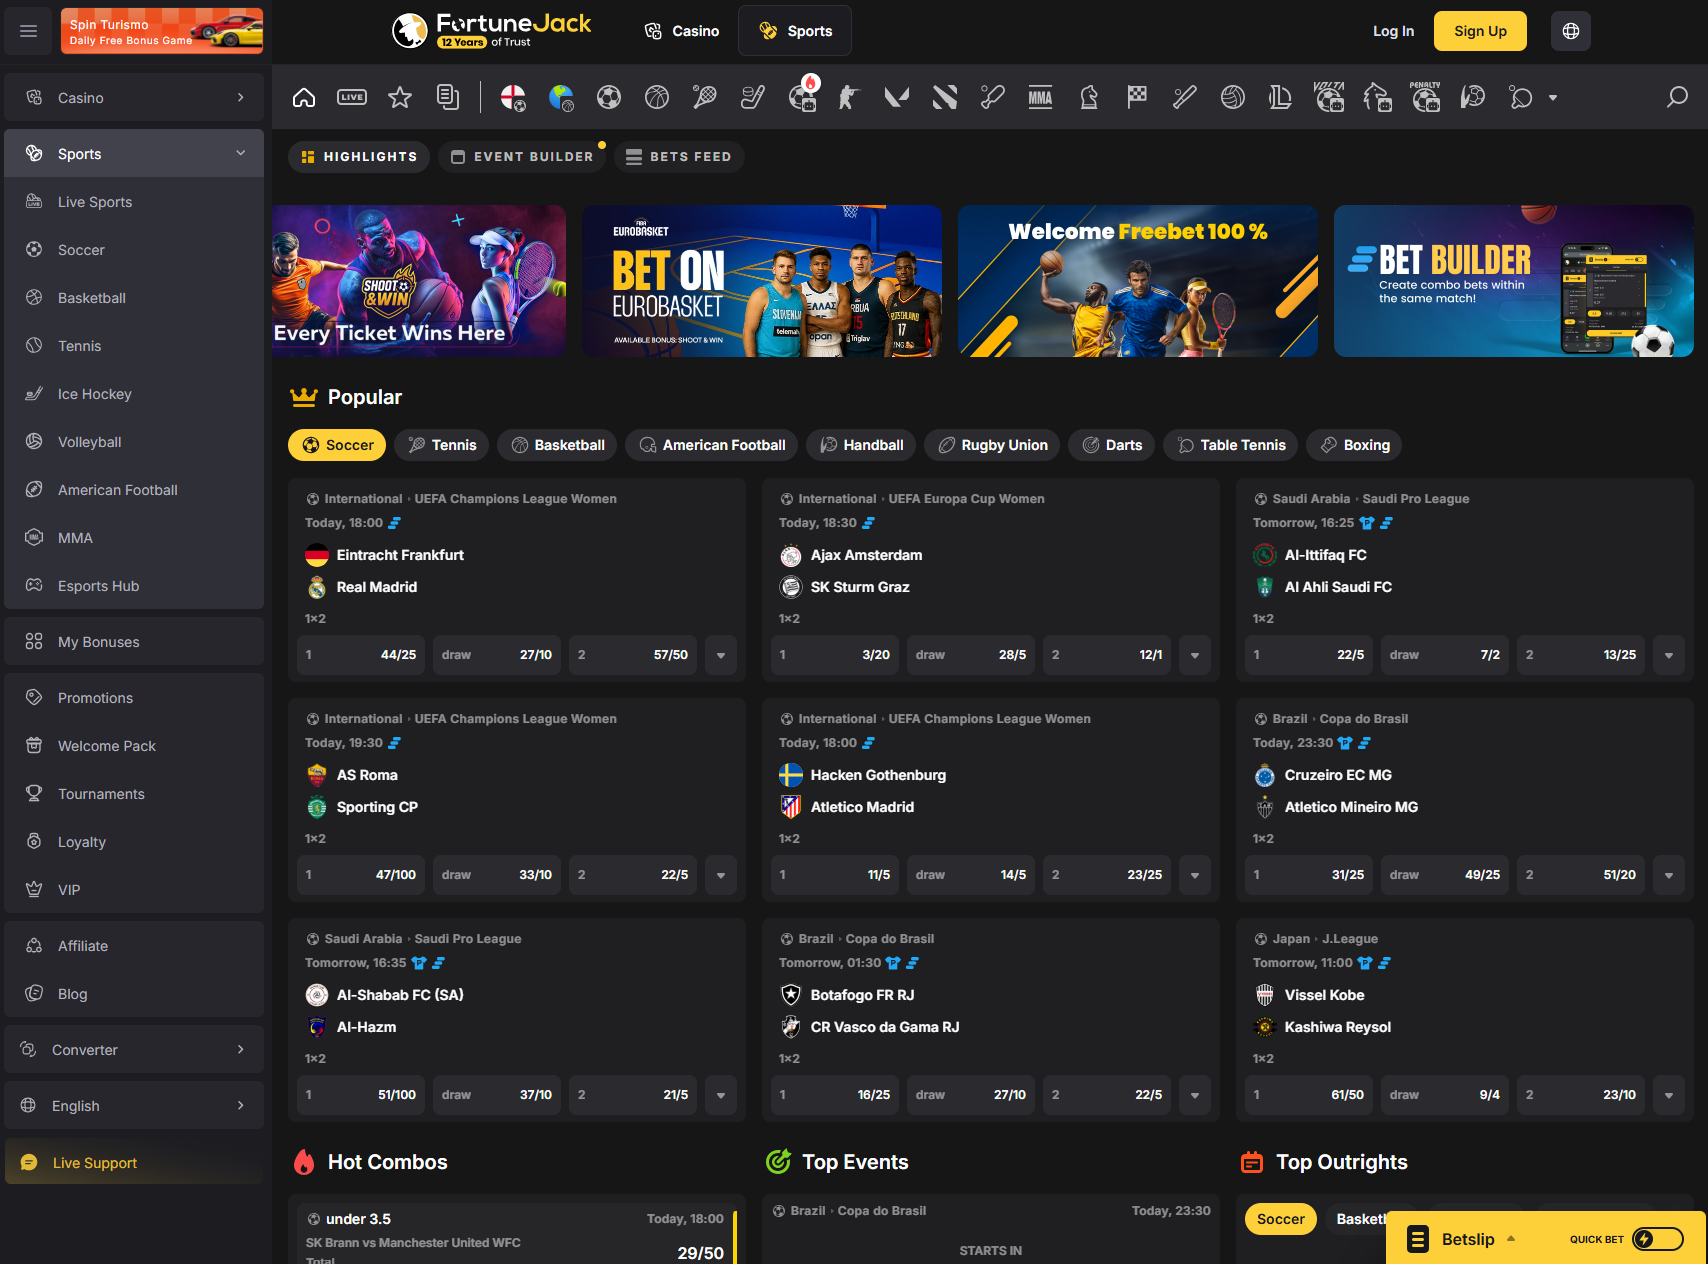 Spin Turismo
Daily Free Bonus Game
FortuneJack
12 Years of Trust
Casino
Sports
Log In
Sign Up
Casino
Sports
Live Sports
Soccer
Basketball
Tennis
Ice Hockey
Volleyball
American Football
MMA
Esports Hub
My Bonuses
Promotions
Welcome Pack
Tournaments
Loyalty
VIP
Affiliate
Blog
Converter
English
Live Support
LIVE
MMA
VOLTA
PENALTY
HIGHLIGHTS
EVENT BUILDER
BETS FEED
SHOOT
&WIN
Every Ticket Wins Here
FIBA
EUROBASKET
BET ON
EUROBASKET
AVAILABLE BONUS: SHOOT & WIN
Welcome Freebet 100 %
BET BUILDER
Create combo bets within
the same match!
Popular
Soccer
Tennis
Basketball
American Football
Handball
Rugby Union
Darts
Table Tennis
Boxing
International UEFA Champions League Women
Today, 18:00
Eintracht Frankfurt
Real Madrid
1×2
1 44/25 draw 27/10 2 57/50
International UEFA Europa Cup Women
Today, 18:30
Ajax Amsterdam
SK Sturm Graz
1×2
1 3/20 draw 28/5 2 12/1
Saudi Arabia Saudi Pro League
Tomorrow, 16:25
Al-Ittifaq FC
Al Ahli Saudi FC
1×2
1 22/5 draw 7/2 2 13/25
International UEFA Champions League Women
Today, 19:30
AS Roma
Sporting CP
1×2
1 47/100 draw 33/10 2 22/5
International UEFA Champions League Women
Today, 18:00
Hacken Gothenburg
Atletico Madrid
1×2
1 11/5 draw 14/5 2 23/25
Brazil Copa do Brasil
Today, 23:30
Cruzeiro EC MG
Atletico Mineiro MG
1×2
1 31/25 draw 49/25 2 51/20
Saudi Arabia Saudi Pro League
Tomorrow, 16:35
Al-Shabab FC (SA)
Al-Hazm
1×2
1 51/100 draw 37/10 2 21/5
Brazil Copa do Brasil
Tomorrow, 01:30
Botafogo FR RJ
CR Vasco da Gama RJ
1×2
1 16/25 draw 27/10 2 22/5
Japan J.League
Tomorrow, 11:00
Vissel Kobe
Kashiwa Reysol
1×2
1 61/50 draw 9/4 2 23/10
Hot Combos
under 3.5 Today, 18:00
SK Brann vs Manchester United WFC
Total
29/50
Top Events
Brazil Copa do Brasil Today, 23:30
STARTS IN
Top Outrights
Soccer
Basketb
Betslip
QUICK BET